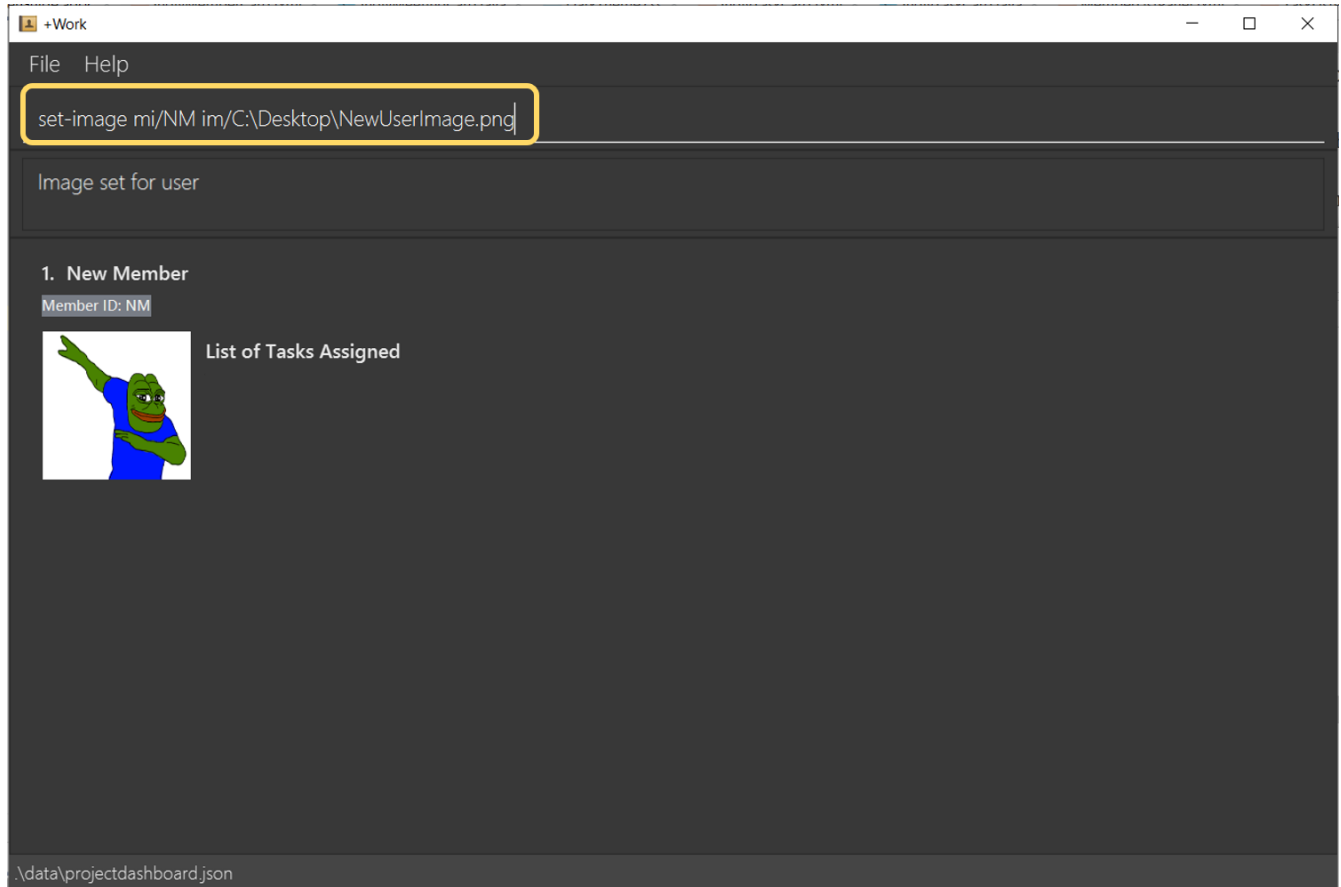 +Work
File Help
set-image mi/NM im/C:\Desktop\NewUserImage.png
Image set for user
1. New Member
Member ID: NM
List of Tasks Assigned
.\data\projectdashboard.json